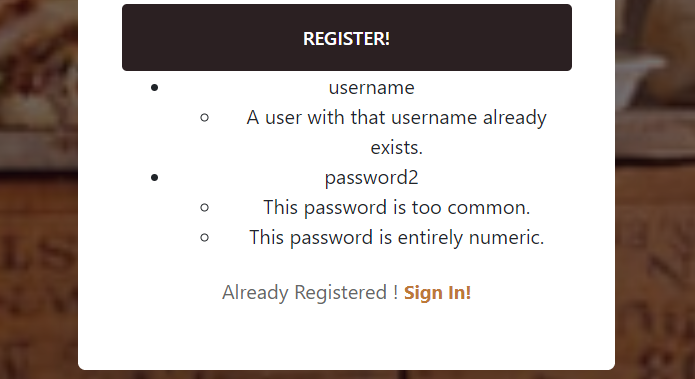 REGISTER!
username
A user with that username already
exists.
password2
This password is too common.
This password is entirely numeric.
Already Registered ! Sign In!